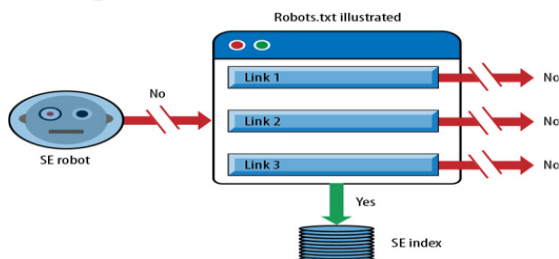 Robots.txt illustrated
No
Link 1
No
Link 2
No
Link 3
No
SE robot
Yes
SE index